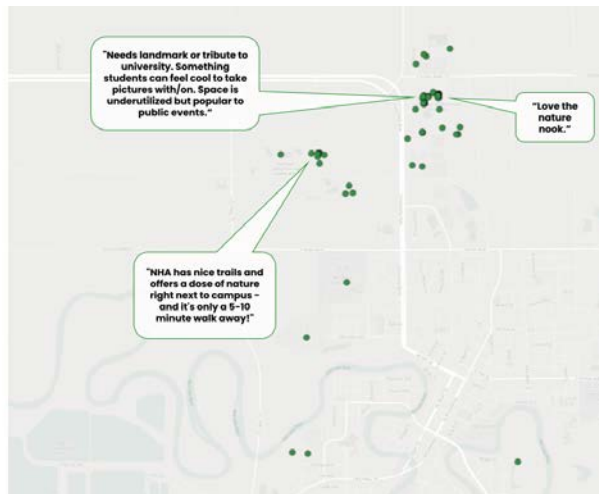 "Needs landmark or tribute to
university. Something
students can feel cool to take
pictures with/on. Space is
underutilized but popular to
public events."
"Love the
nature
nook."
"NHA has nice trails and
offers a dose of nature
right next to campus -
and it's only a 5-10
minute walk away!"